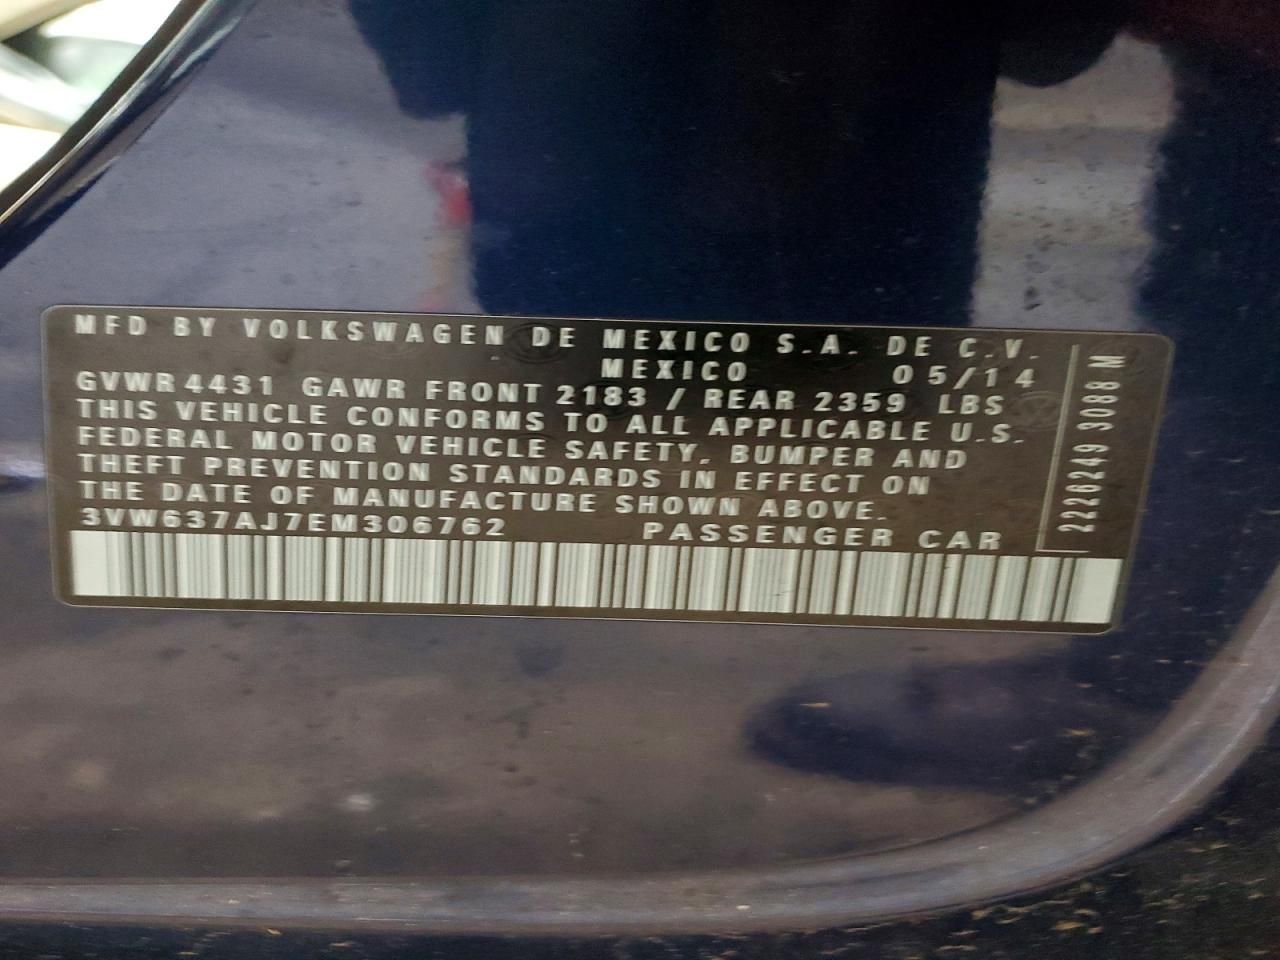 MFD BY VOLKSWAGEN DE MEXICO S.A. DE C.V.
MEXICO 05/14
GVWR 4431 GAWR FRONT 2183 / REAR 2359 LBS
THIS VEHICLE CONFORMS TO ALL APPLICABLE U.S.
FEDERAL MOTOR VEHICLE SAFETY, BUMPER AND
THEFT PREVENTION STANDARDS IN EFFECT ON
THE DATE OF MANUFACTURE SHOWN ABOVE.
3VW637AJ7EM306762 PASSENGER CAR
2226249 3088 M